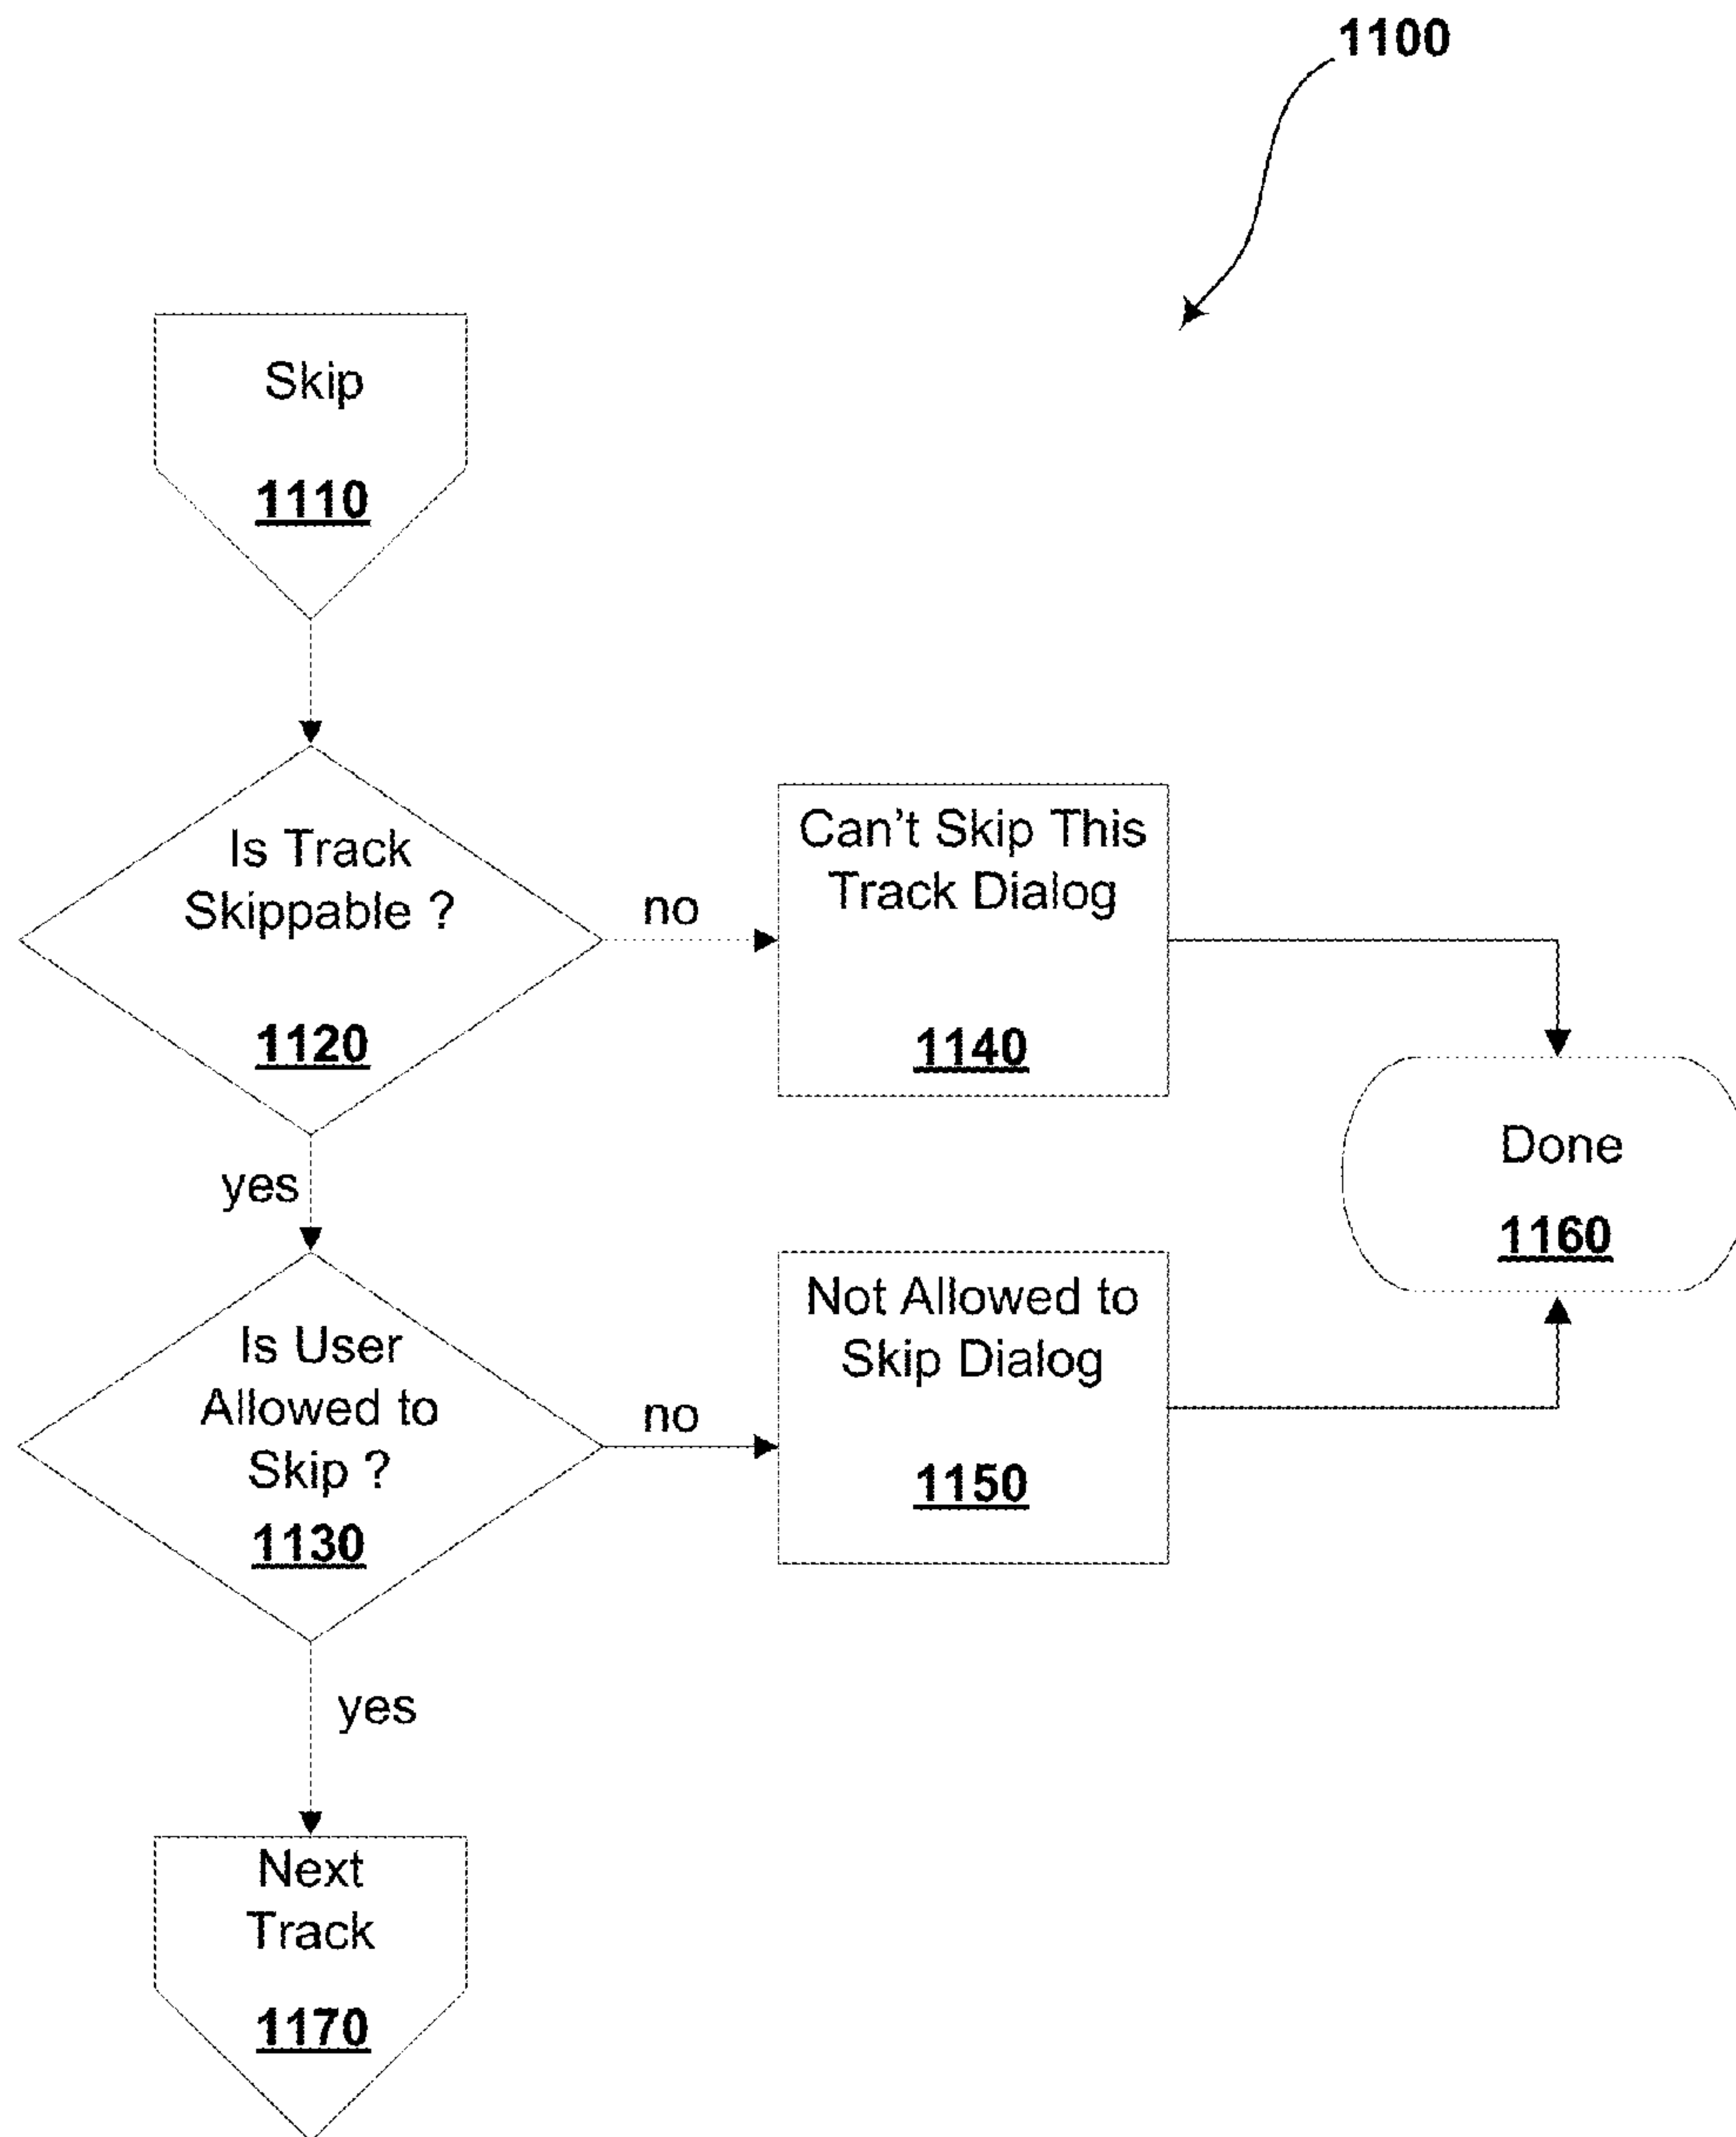 1100
Skip
1110
Is Track
Skippable ?
1120
no
Can't Skip This
Track Dialog
1140
yes
Done
1160
Is User
Allowed to
Skip ?
1130
no
Not Allowed to
Skip Dialog
1150
yes
Next
Track
1170